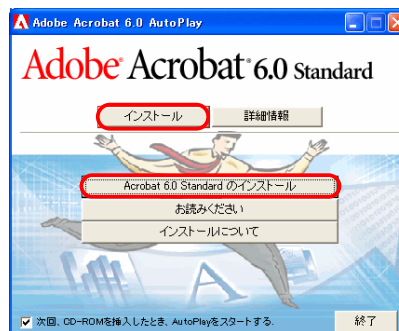 Adobe Acrobat 6.0 AutoPlay
Adobe® Acrobat® 6.0 Standard
インストール 詳細情報
Acrobat 6.0 Standard のインストール
お読みください
インストールについて
次回、CD-ROMを挿入したとき、AutoPlayをスタートする. 終了